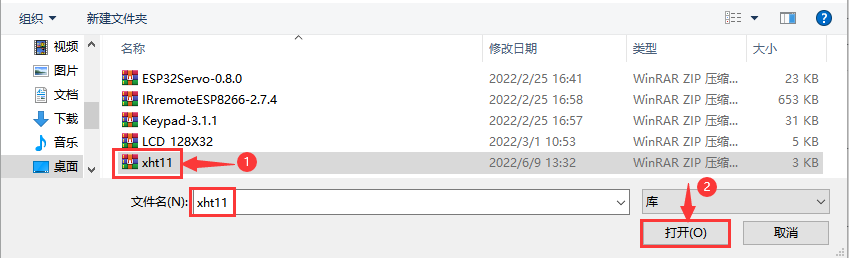 组织 新建文件夹
名称 修改日期 类型 大小
视频
图片
文档
下载
音乐
桌面
ESP32Servo-0.8.0 2022/2/25 16:41 WinRAR ZIP 压缩... 23 KB
IRremoteESP8266-2.7.4 2022/2/25 16:58 WinRAR ZIP 压缩... 653 KB
Keypad-3.1.1 2022/2/25 16:57 WinRAR ZIP 压缩... 31 KB
LCD_128X32 2022/3/1 10:53 WinRAR ZIP 压缩... 5 KB
xht11 1 2022/6/9 13:32 WinRAR ZIP 压缩... 3 KB
2
文件名(N): xht11 库
打开(O) 取消